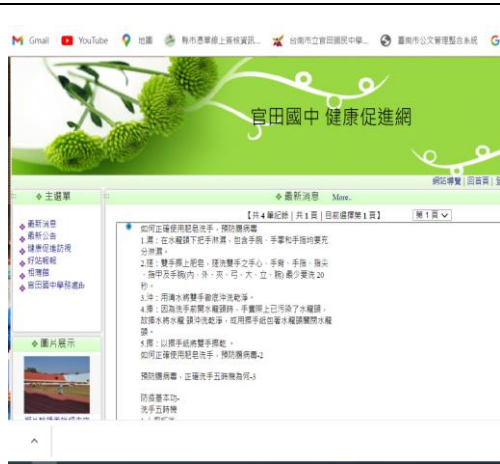 Gmail
YouTube
地圖
縣市憑單線上簽核資訊...
台南市立官田國民中學...
臺南市公文管理整合系統
官田國中 健康促進網
網站導覽│回首頁│
主選單
最新消息
最新公告
健康促進訪視
好站報報
相簿館
官田國中學務處fb
圖片展示
最新消息 More..
【共 4 筆紀錄│共 1 頁│目前選擇第 1 頁】
第 1 頁
如何正確使用肥皂洗手，預防腸病毒
1.濕：在水龍頭下把手淋濕，包含手腕、手掌和手指均要充
分淋濕。
2.搓：雙手擦上肥皂，搓洗雙手之手心、手背、手指、指尖
、指甲及手腕(內、外、夾、弓、大、立、腕) 最少要洗 20
秒。
3.沖：用清水將雙手徹底沖洗乾淨。
4.捧：因為洗手前開水龍頭時，手實際上已污染了水龍頭，
故捧水將水龍 頭沖洗乾淨，或用擦手紙包著水龍頭關閉水龍
頭。
5.擦：以擦手紙將雙手擦乾 。
如何正確使用肥皂洗手，預防腸病毒-2
預防腸病毒，正確洗手五時機為何-3
防疫基本功-
洗手五時機